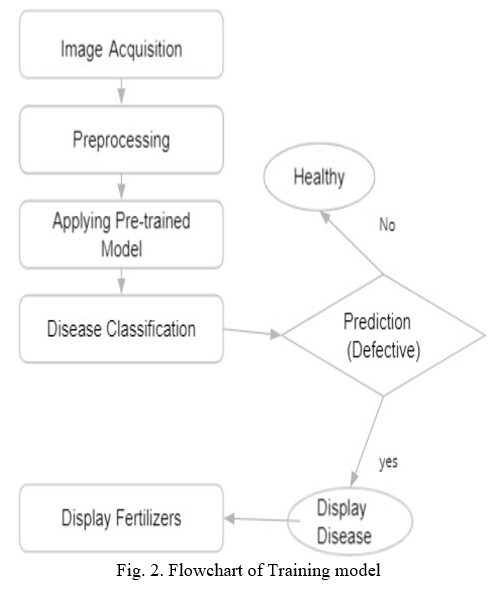 Image Acquisition
Preprocessing
Healthy
Applying Pre-trained
Model
No
Disease Classification
Prediction
(Defective)
yes
Display Fertilizers
Display
Disease
Fig. 2. Flowchart of Training model